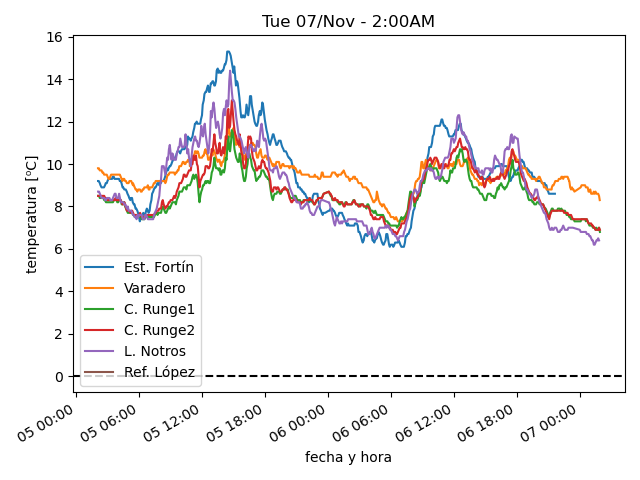 Tue 07/Nov - 2:00AM
temperatura [ºC]
16
14
12
10
8
6
4
2
0
Est. Fortín
Varadero
C. Runge1
C. Runge2
L. Notros
Ref. López
05 00:00
05 06:00
05 12:00
05 18:00
06 00:00
06 06:00
06 12:00
06 18:00
07 00:00
fecha y hora